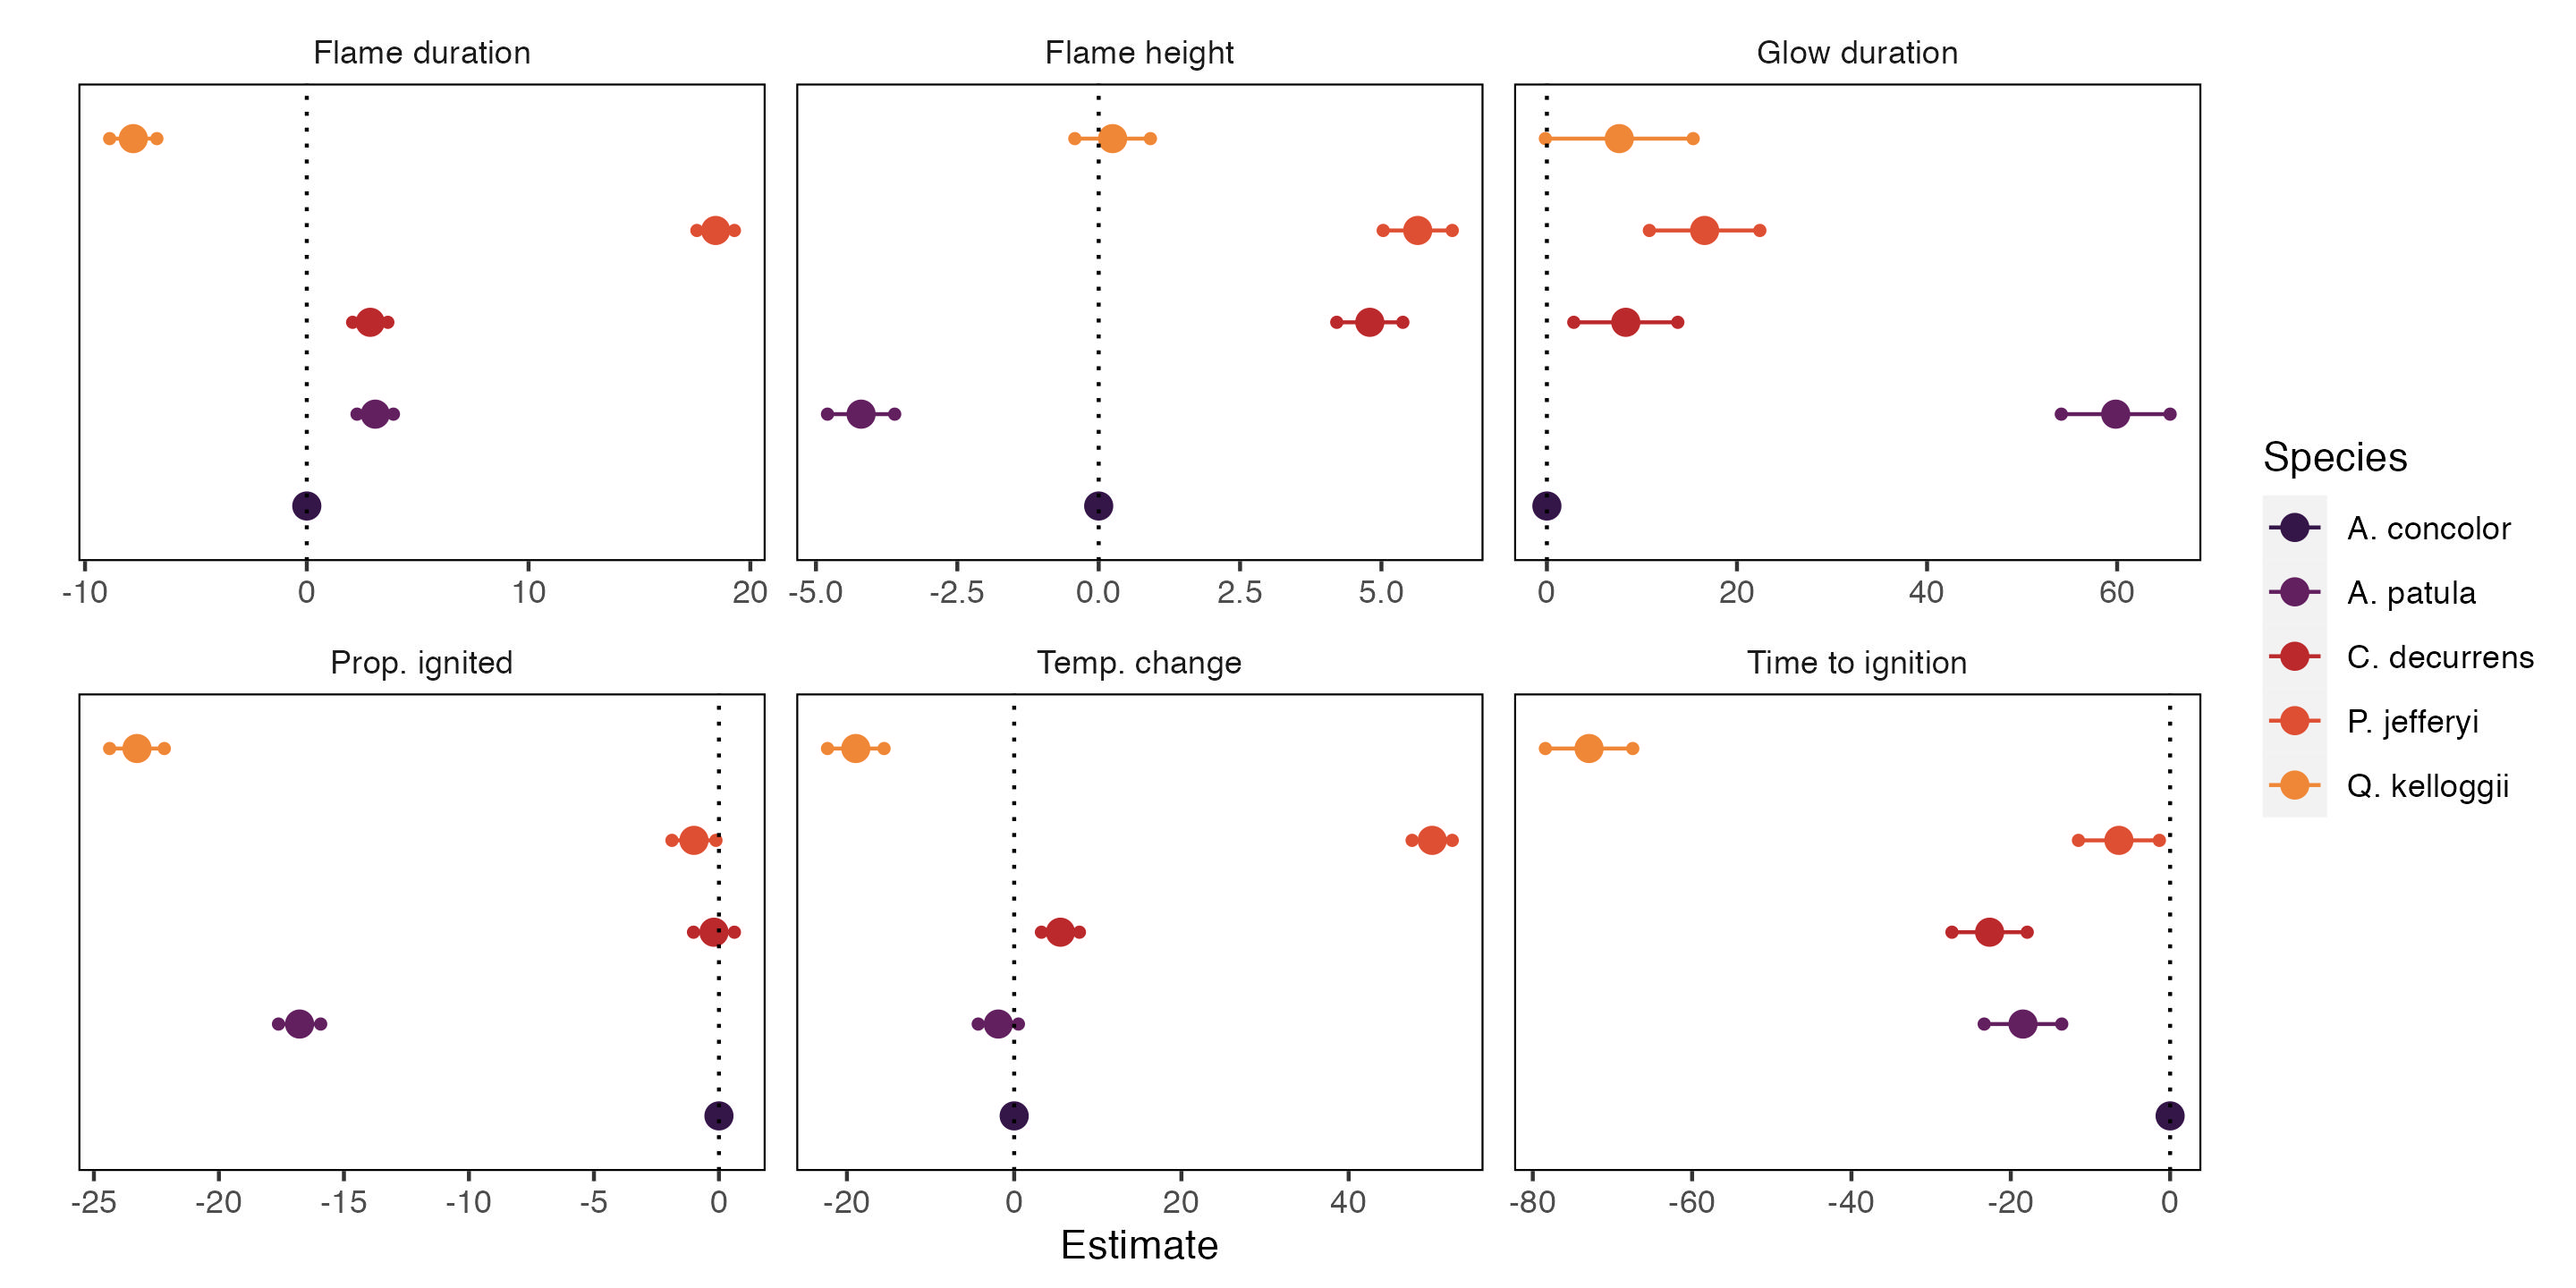 Flame duration
Flame height
Glow duration
-10 0 10 20
-5.0 -2.5 0.0 2.5 5.0
0 20 40 60
Prop. ignited
Temp. change
Time to ignition
-25 -20 -15 -10 -5 0
-20 0 20 40
-80 -60 -40 -20 0
Estimate
Species
A. concolor
A. patula
C. decurrens
P. jefferyi
Q. kelloggii